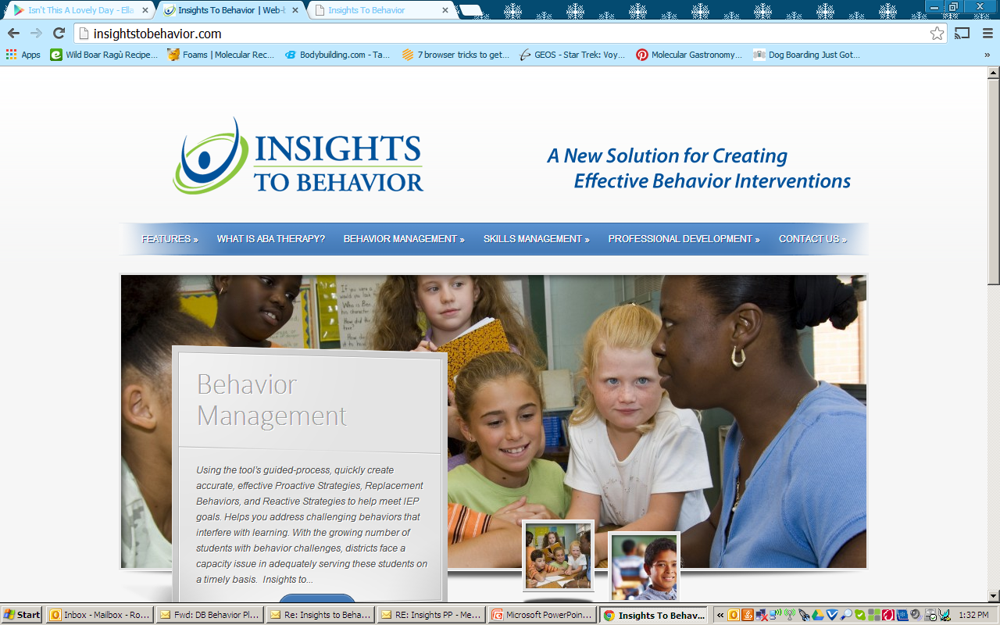 Isn't This A Lovely Day - Ella
Insights To Behavior | Web-b
Insights To Behavior
insightstobehavior.com
Apps
Wild Boar Ragù Recipe...
Foams | Molecular Rec...
Bodybuilding.com - Ta...
7 browser tricks to get...
GEOS - Star Trek: Voy...
Molecular Gastronomy...
Dog Boarding Just Got...
»
INSIGHTS
TO BEHAVIOR
A New Solution for Creating
Effective Behavior Interventions
FEATURES »
WHAT IS ABA THERAPY?
BEHAVIOR MANAGEMENT »
SKILLS MANAGEMENT »
PROFESSIONAL DEVELOPMENT »
CONTACT US »
Behavior
Management
Using the tool's guided-process, quickly create
accurate, effective Proactive Strategies, Replacement
Behaviors, and Reactive Strategies to help meet IEP
goals. Helps you address challenging behaviors that
interfere with learning. With the growing number of
students with behavior challenges, districts face a
capacity issue in adequately serving these students on
a timely basis.  Insights to...
Start
Inbox - Mailbox - Ro...
Fwd: DB Behavior Pl...
Re: Insights to Beha...
RE: Insights PP - Me...
Microsoft PowerPoin...
Insights To Behav...
«
1:32 PM